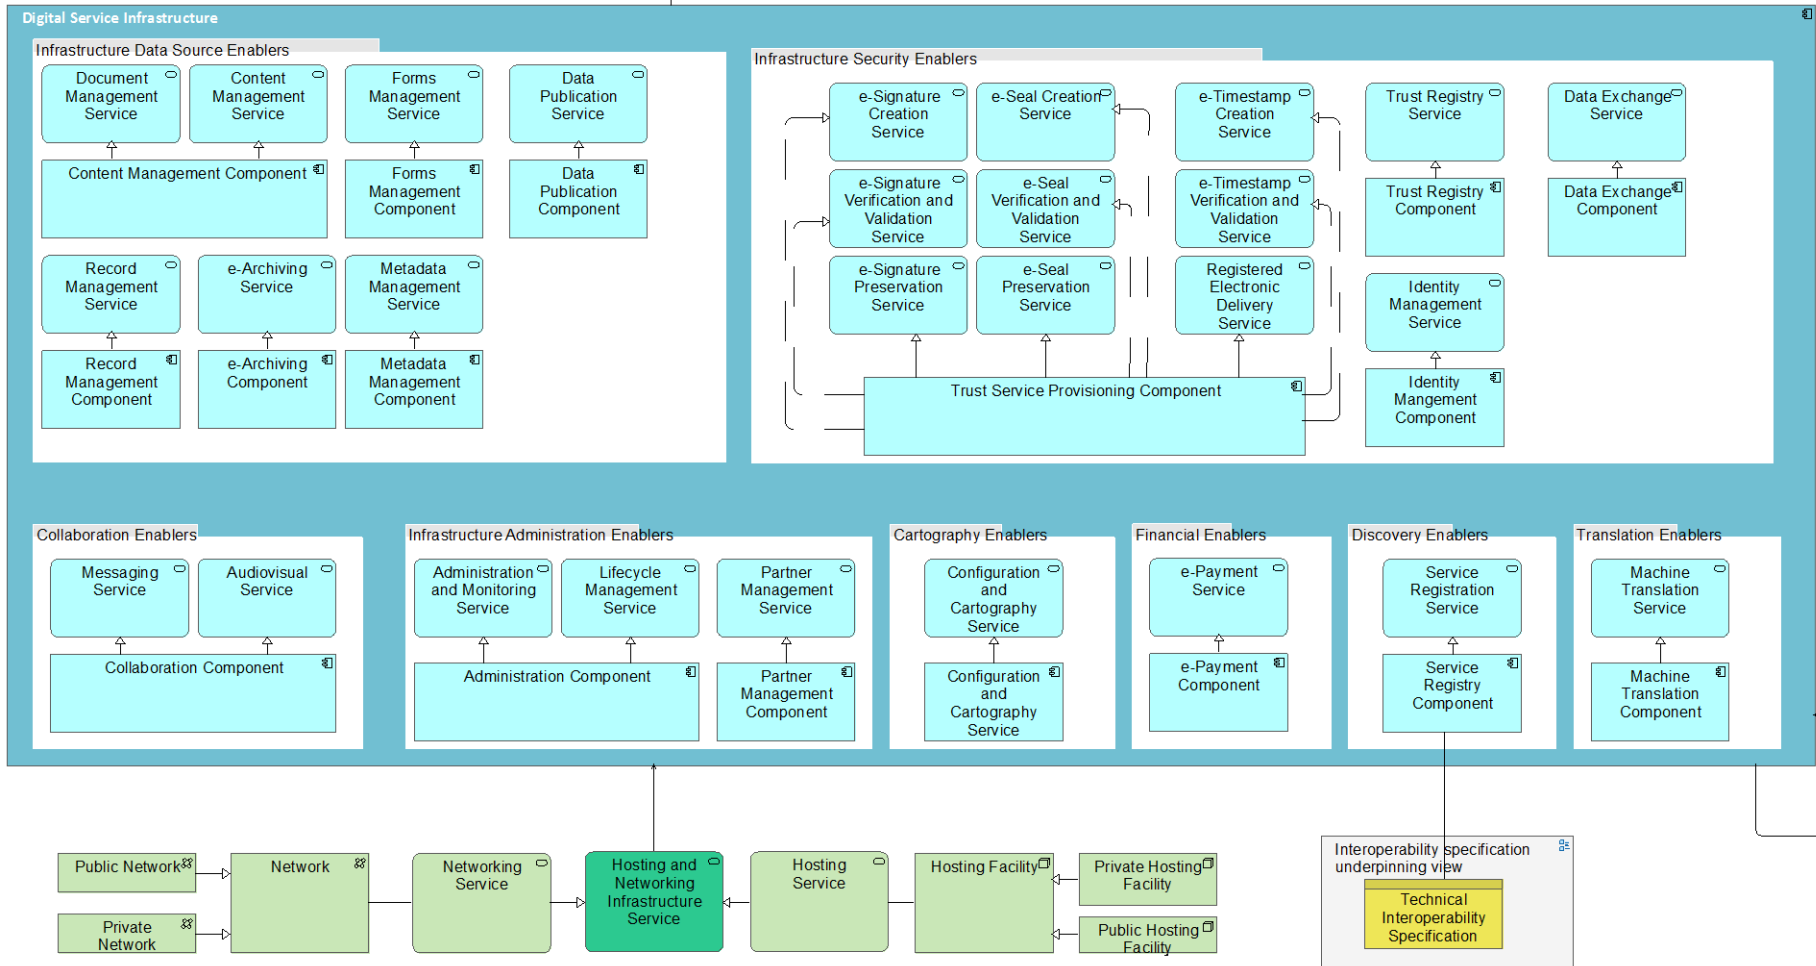 Digital Service Infrastructure
Infrastructure Data Source Enablers
Document
Management
Service
Content
Management
Service
Forms
Management
Service
Data
Publication
Service
Content Management Component
Forms
Management
Component
Data
Publication
Component
Record
Management
Service
e-Archiving
Service
Metadata
Management
Service
Record
Management
Component
e-Archiving
Component
Metadata
Management
Component
Infrastructure Security Enablers
e-Signature
Creation
Service
e-Seal Creation
Service
e-Timestamp
Creation
Service
Trust Registry
Service
Data Exchange
Service
e-Signature
Verification and
Validation
Service
e-Seal
Verification and
Validation
Service
e-Timestamp
Verification and
Validation
Service
Trust Registry
Component
Data Exchange
Component
e-Signature
Preservation
Service
e-Seal
Preservation
Service
Registered
Electronic
Delivery
Service
Identity
Management
Service
Trust Service Provisioning Component
Identity
Mangement
Component
Collaboration Enablers
Messaging
Service
Audiovisual
Service
Collaboration Component
Infrastructure Administration Enablers
Administration
and Monitoring
Service
Lifecycle
Management
Service
Partner
Management
Service
Administration Component
Partner
Management
Component
Cartography Enablers
Configuration
and
Cartography
Service
Configuration
and
Cartography
Service
Financial Enablers
e-Payment
Service
e-Payment
Component
Discovery Enablers
Service
Registration
Service
Service
Registry
Component
Translation Enablers
Machine
Translation
Service
Machine
Translation
Component
Public Network
Private
Network
Network
Networking
Service
Hosting and
Networking
Infrastructure
Service
Hosting
Service
Hosting Facility
Private Hosting
Facility
Public Hosting
Facility
Interoperability specification
underpinning view
Technical
Interoperability
Specification